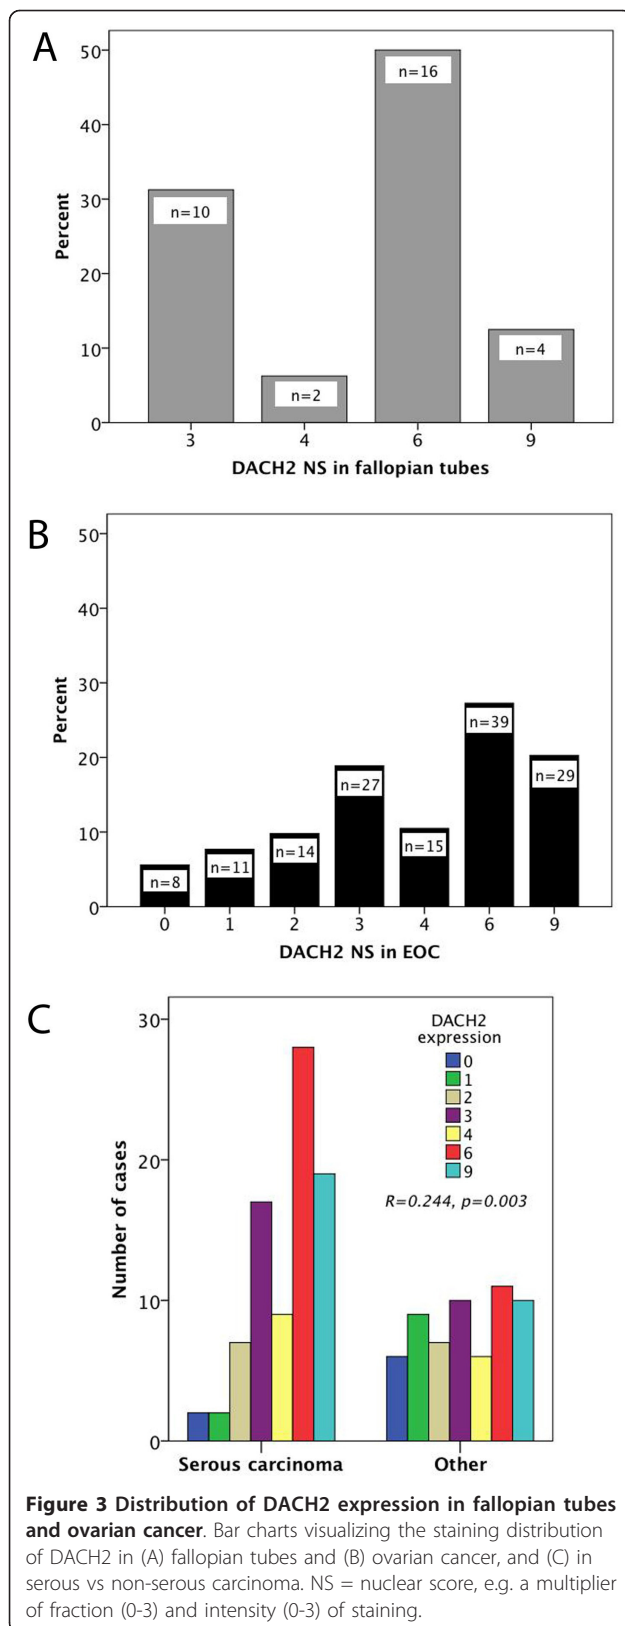 A
50
40
30
20
10
0
Percent
n=10
n=2
n=16
n=4
3 4 6 9
DACH2 NS in fallopian tubes
B
50
40
30
20
10
0
Percent
n=8
n=11
n=14
n=27
n=15
n=39
n=29
0 1 2 3 4 6 9
DACH2 NS in EOC
C
30
20
10
0
Number of cases
DACH2
expression
0
1
2
3
4
6
9
R=0.244, p=0.003
Serous carcinoma Other
Figure 3 Distribution of DACH2 expression in fallopian tubes
and ovarian cancer. Bar charts visualizing the staining distribution
of DACH2 in (A) fallopian tubes and (B) ovarian cancer, and (C) in
serous vs non-serous carcinoma. NS = nuclear score, e.g. a multiplier
of fraction (0-3) and intensity (0-3) of staining.